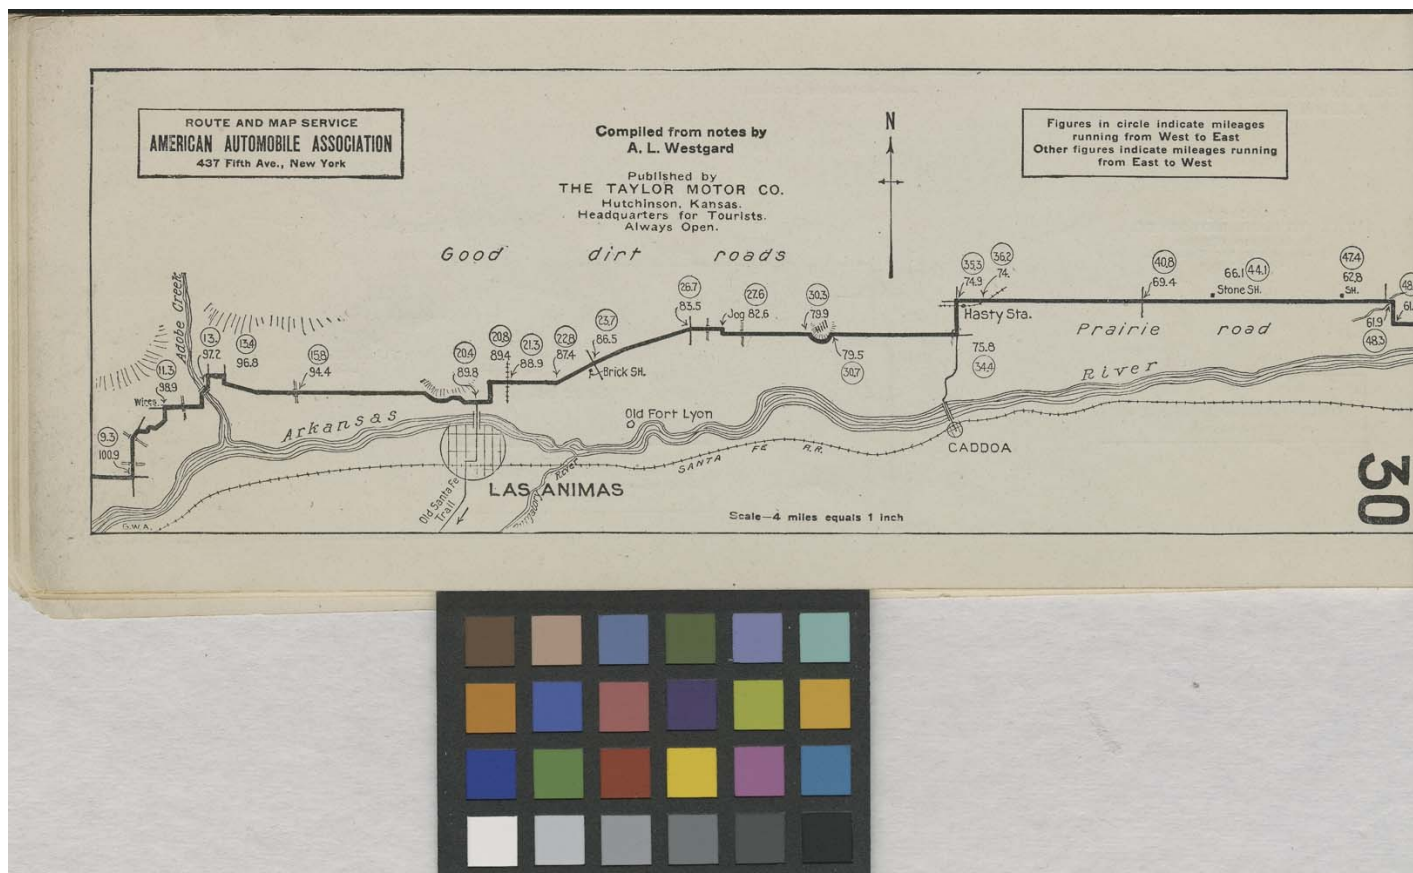 ROUTE AND MAP SERVICE
AMERICAN AUTOMOBILE ASSOCIATION
437 Fifth Ave., New York
Compiled from notes by
A. L. Westgard
Published by
THE TAYLOR MOTOR CO.
Hutchinson, Kansas.
Headquarters for Tourists.
Always Open.
N
Figures in circle indicate mileages
running from West to East
Other figures indicate mileages running
from East to West
Good dirt roads
Adobe Creek
9.3
100.9
Wires
11.3
98.9
13.
97.2
13.4
96.8
15.8
94.4
20.4
89.8
20.8
89.4
21.3
88.9
22.8
87.4
23.7
86.5
Brick SH.
26.7
83.5
Jog 82.6
27.6
30.3
79.9
Hill
79.5
30.7
35.3
74.9
36.2
74.
Hasty Sta.
75.8
34.4
40.8
69.4
66.1 44.1
Stone SH.
47.4
62.8
SH.
48.
61.
61.9
48.3
Prairie road
Arkansas
River
Old Fort Lyon
SANTA FE R.R.
CADDOA
LAS ANIMAS
Old Santa Fe
Trail
River
G.W.A.
Scale—4 miles equals 1 inch
30